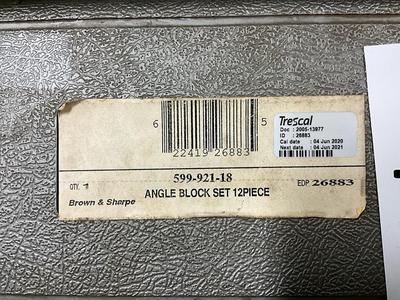 6 22419 26883 5
Trescal
Doc : 2005-13977
ID : 26883
Cal date : 04 Jun 2020
Next date : 04 Jun 2021
599-921-18
QTY. 1
ANGLE BLOCK SET 12PIECE
EDP 26883
Brown & Sharpe